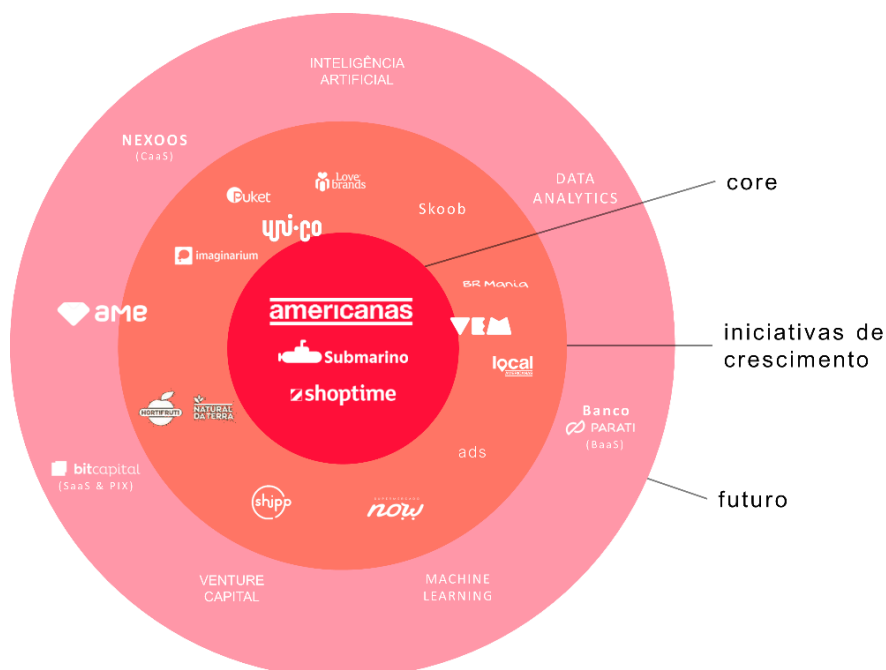 INTELIGÊNCIA
ARTIFICIAL
NEXOOS
(CaaS)
Puket
Love
brands
Skoob
DATA
ANALYTICS
core
uni.co
imaginarium
BR Mania
americanas
VEM
ame
Submarino
local
iniciativas de
crescimento
shoptime
HORTIFRUTI
NATURAL
DA TERRA
Banco
PARATI
(BaaS)
ads
bitcapital
(SaaS & PIX)
shipp
now
futuro
VENTURE
CAPITAL
MACHINE
LEARNING